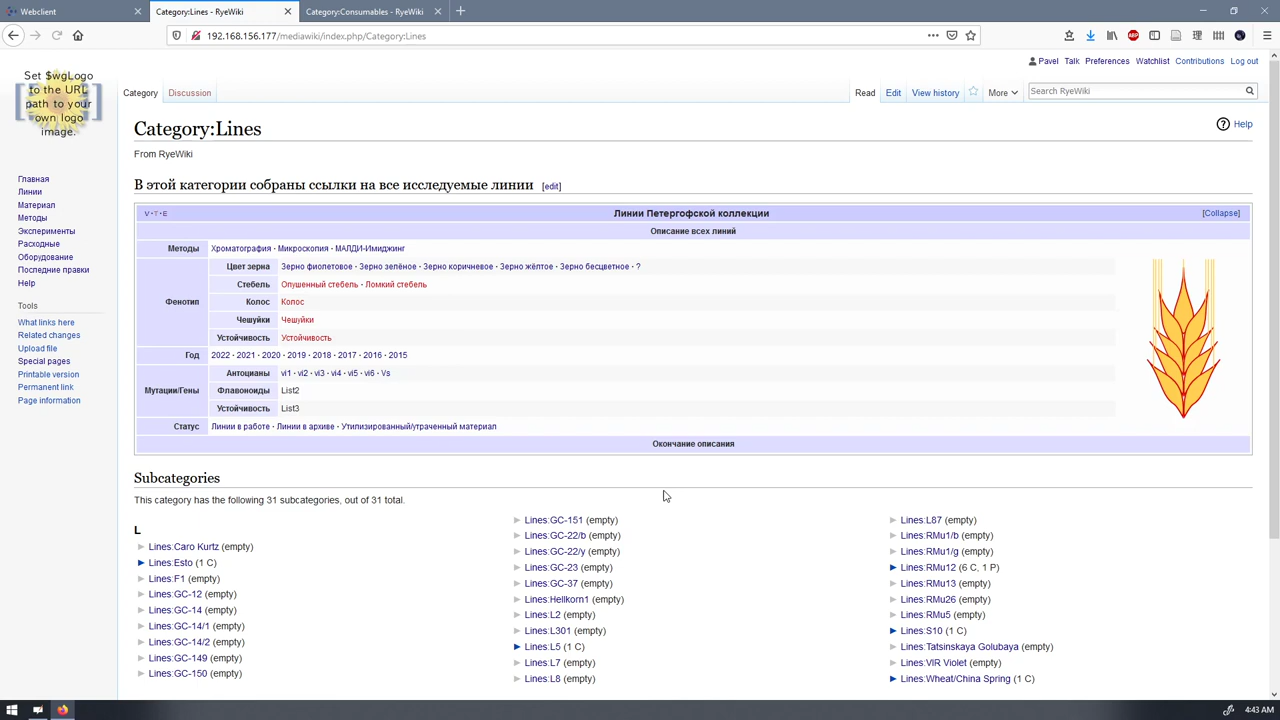 Webclient
Category:Lines - RyeWiki
Category:Consumables - RyeWiki
192.168.156.177/mediawiki/index.php/Category:Lines
ABP
Pavel Talk Preferences Watchlist Contributions Log out
Set $wgLogo
to the URL
path to your
own logo
image.
Category Discussion
Read Edit View history More Search RyeWiki
Category:Lines
Help
From RyeWiki
Главная
Линии
Материал
Методы
Эксперименты
Расходные
Оборудование
Последние правки
Help
Tools
What links here
Related changes
Upload file
Special pages
Printable version
Permanent link
Page information
В этой категории собраны ссылки на все исследуемые линии [edit]
V · T · E Линии Петергофской коллекции [Collapse]
Описание всех линий
Методы Хроматография · Микроскопия · МАЛДИ-Имиджинг
Фенотип
Цвет зерна Зерно фиолетовое · Зерно зелёное · Зерно коричневое · Зерно жёлтое · Зерно бесцветное · ?
Стебель Опушенный стебель · Ломкий стебель
Колос Колос
Чешуйки Чешуйки
Устойчивость Устойчивость
Год 2022 · 2021 · 2020 · 2019 · 2018 · 2017 · 2016 · 2015
Мутации/Гены
Антоцианы vi1 · vi2 · vi3 · vi4 · vi5 · vi6 · Vs
Флавоноиды List2
Устойчивость List3
Статус Линии в работе · Линии в архиве · Утилизированный/утраченный материал
Окончание описания
Subcategories
This category has the following 31 subcategories, out of 31 total.
L
Lines:Caro Kurtz (empty)
Lines:Esto (1 C)
Lines:F1 (empty)
Lines:GC-12 (empty)
Lines:GC-14 (empty)
Lines:GC-14/1 (empty)
Lines:GC-14/2 (empty)
Lines:GC-149 (empty)
Lines:GC-150 (empty)
Lines:GC-151 (empty)
Lines:GC-22/b (empty)
Lines:GC-22/y (empty)
Lines:GC-23 (empty)
Lines:GC-37 (empty)
Lines:Hellkorn1 (empty)
Lines:L2 (empty)
Lines:L301 (empty)
Lines:L5 (1 C)
Lines:L7 (empty)
Lines:L8 (empty)
Lines:L87 (empty)
Lines:RMu1/b (empty)
Lines:RMu1/g (empty)
Lines:RMu12 (6 C, 1 P)
Lines:RMu13 (empty)
Lines:RMu26 (empty)
Lines:RMu5 (empty)
Lines:S10 (1 C)
Lines:Tatsinskaya Golubaya (empty)
Lines:VIR Violet (empty)
Lines:Wheat/China Spring (1 C)
4:43 AM